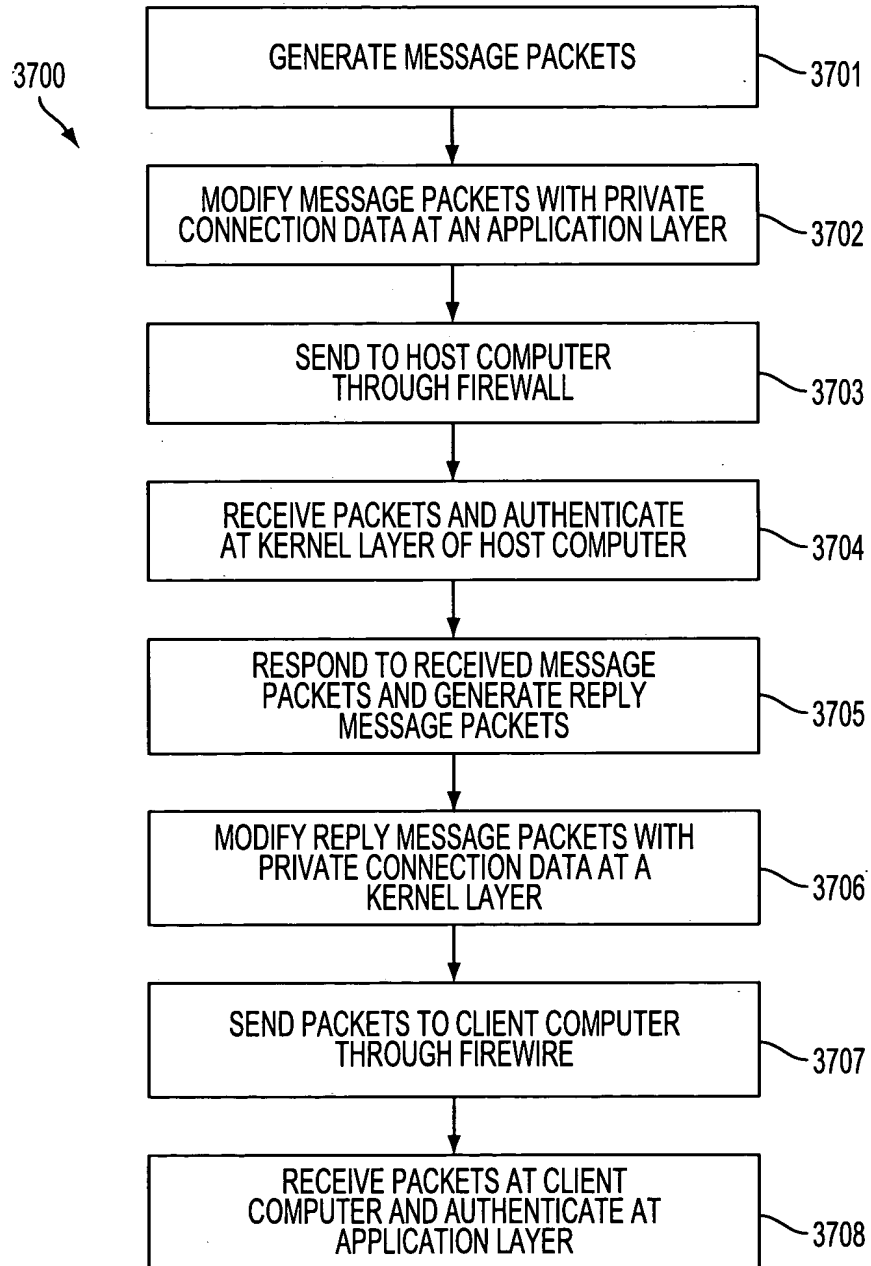 3700
GENERATE MESSAGE PACKETS
3701
MODIFY MESSAGE PACKETS WITH PRIVATE
CONNECTION DATA AT AN APPLICATION LAYER
3702
SEND TO HOST COMPUTER
THROUGH FIREWALL
3703
RECEIVE PACKETS AND AUTHENTICATE
AT KERNEL LAYER OF HOST COMPUTER
3704
RESPOND TO RECEIVED MESSAGE
PACKETS AND GENERATE REPLY
MESSAGE PACKETS
3705
MODIFY REPLY MESSAGE PACKETS WITH
PRIVATE CONNECTION DATA AT A
KERNEL LAYER
3706
SEND PACKETS TO CLIENT COMPUTER
THROUGH FIREWIRE
3707
RECEIVE PACKETS AT CLIENT
COMPUTER AND AUTHENTICATE AT
APPLICATION LAYER
3708